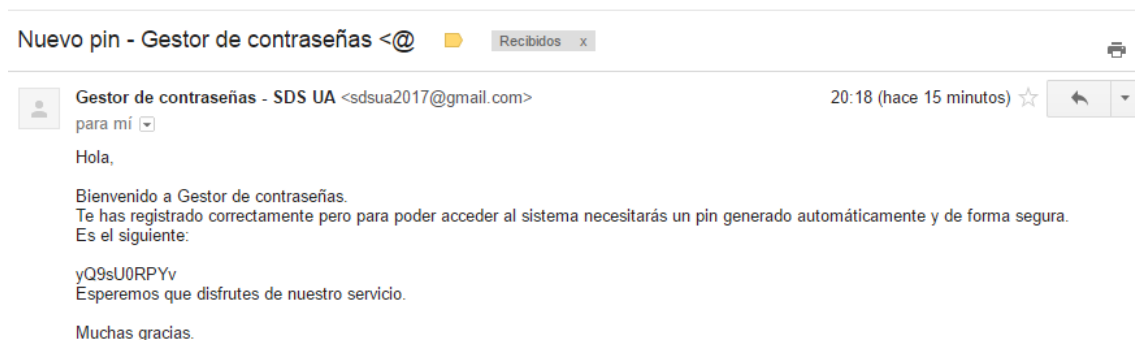 Nuevo pin - Gestor de contraseñas <@ Recibidos x
Gestor de contraseñas - SDS UA <sdsua2017@gmail.com> 20:18 (hace 15 minutos)
para mí
Hola,
Bienvenido a Gestor de contraseñas.
Te has registrado correctamente pero para poder acceder al sistema necesitarás un pin generado automáticamente y de forma segura.
Es el siguiente:
yQ9sU0RPYv
Esperemos que disfrutes de nuestro servicio.
Muchas gracias.